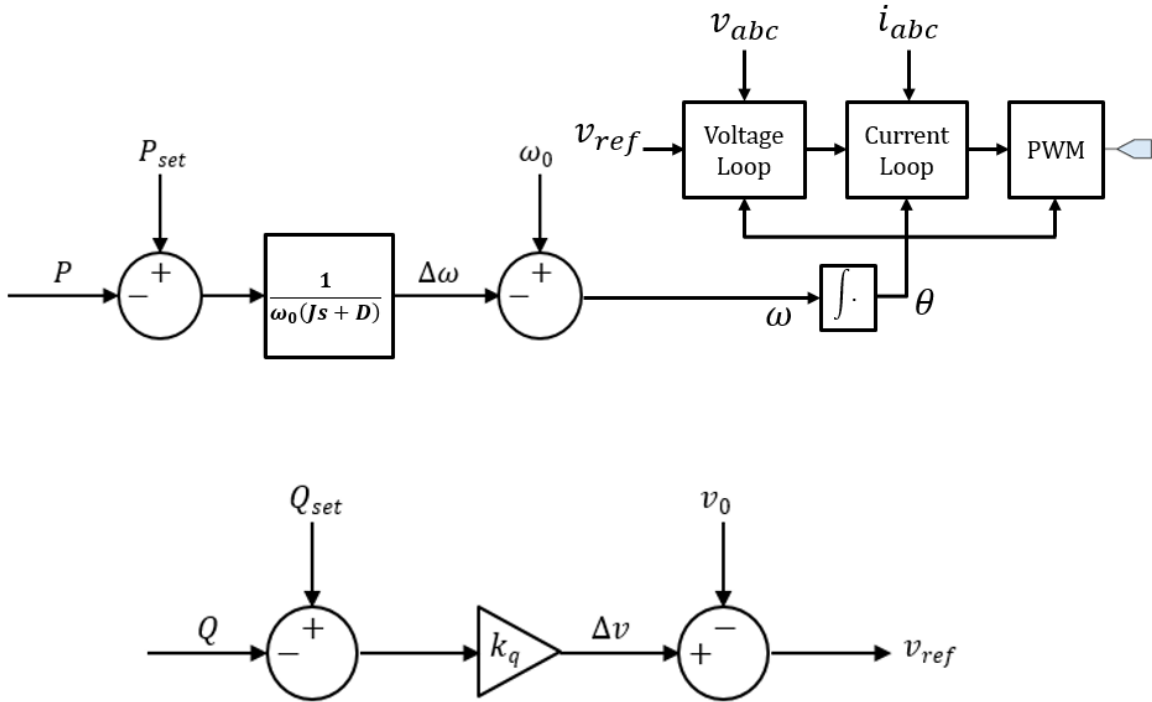 v_abc
i_abc
v_ref
Voltage
Loop
Current
Loop
PWM
P_set
ω_0
P
+
−
1
ω_0(Js + D)
Δω
+
−
ω
∫.
θ
Q_set
v_0
Q
+
−
k_q
Δv
−
+
v_ref